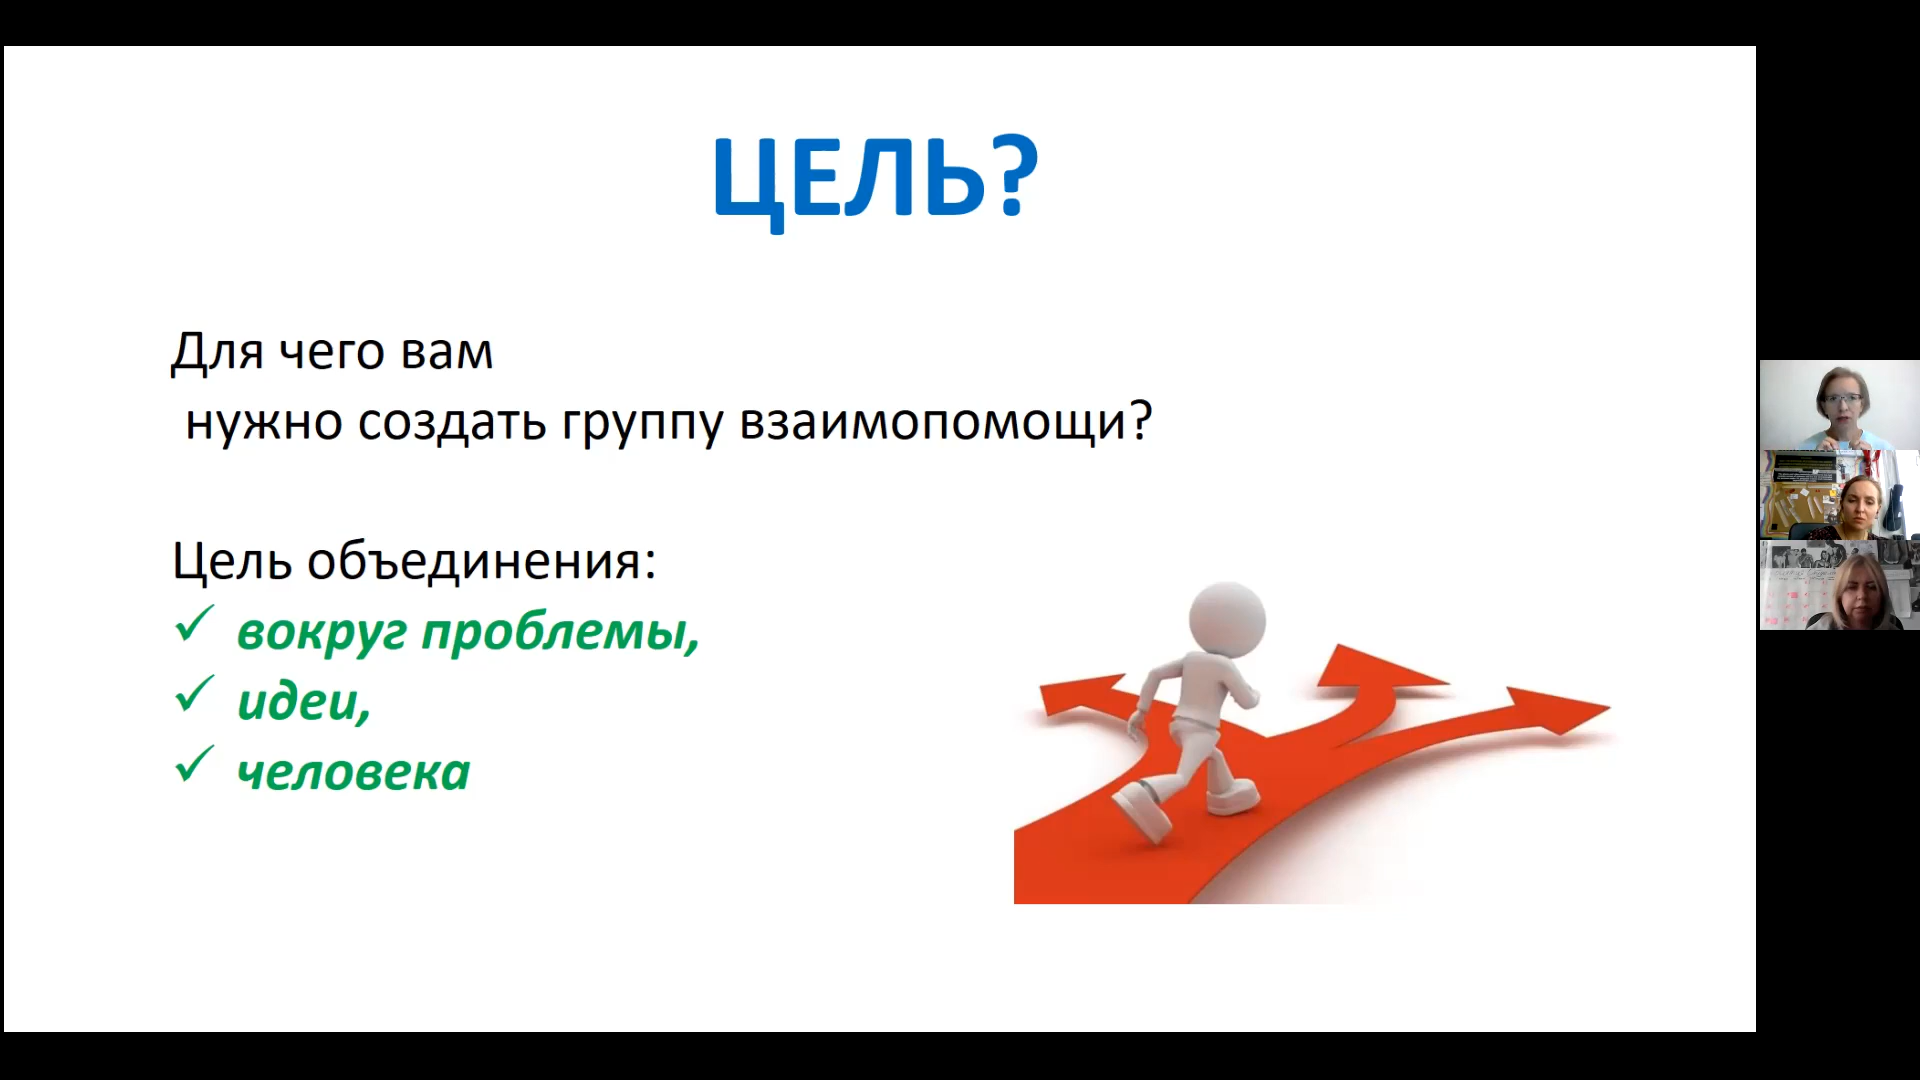 ЦЕЛЬ?
Для чего вам
нужно создать группу взаимопомощи?
Цель объединения:
✓ вокруг проблемы,
✓ идеи,
✓ человека